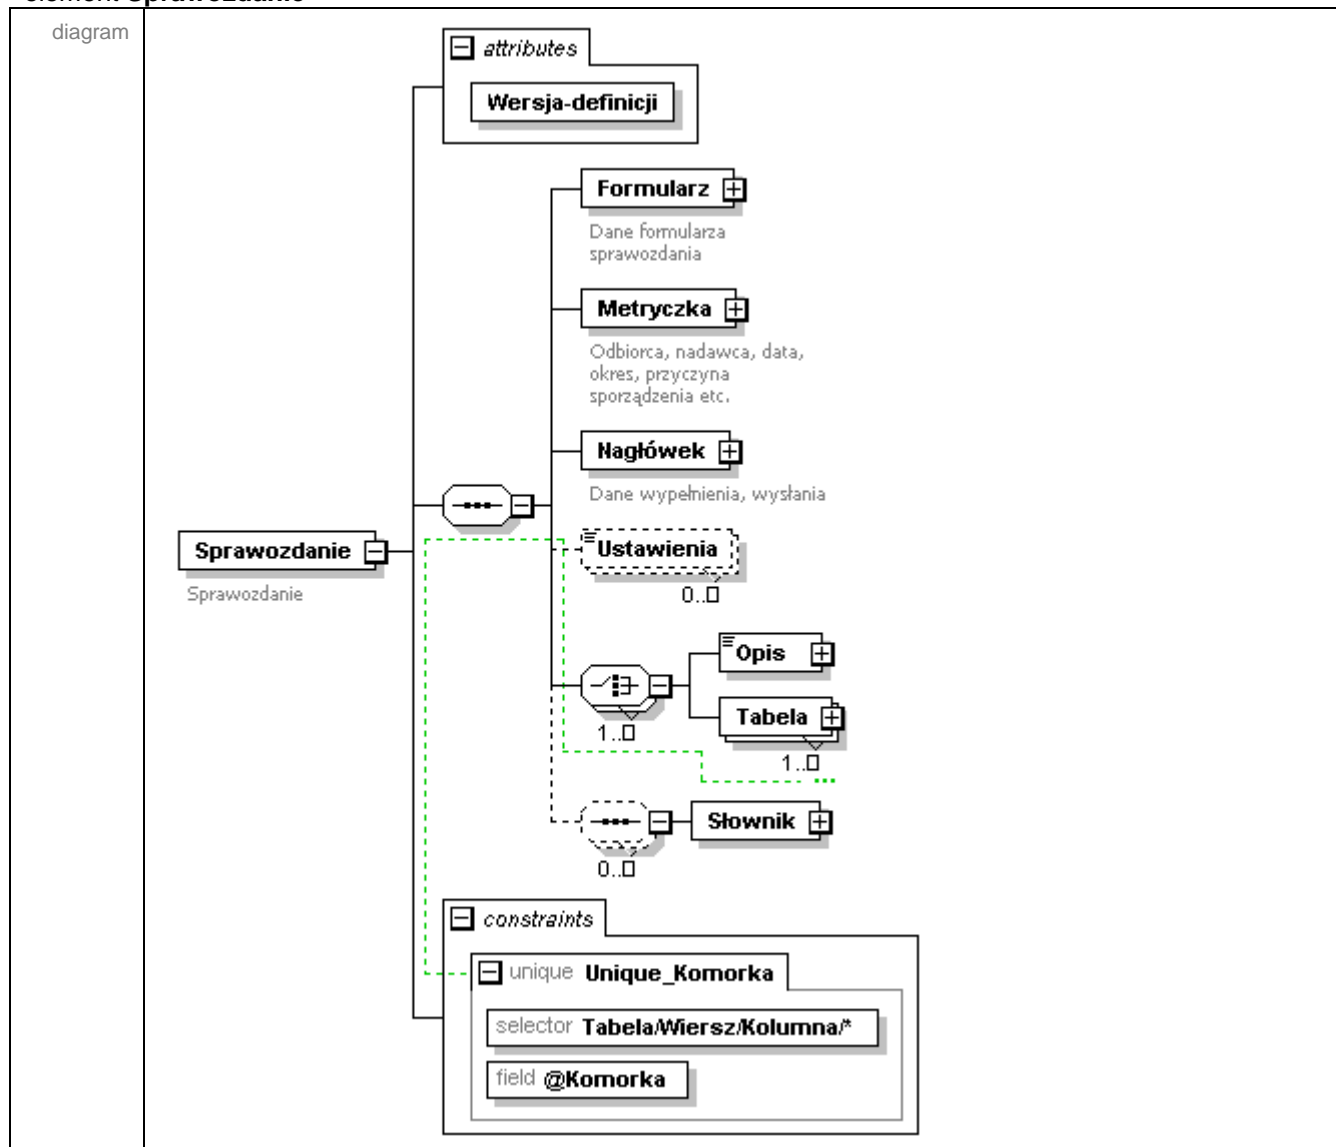 element Sprawozdanie
diagram
attributes
Wersja-definicji
Formularz
Dane formularza
sprawozdania
Metryczka
Odbiorca, nadawca, data,
okres, przyczyna
sporządzenia etc.
Nagłówek
Dane wypełnienia, wysłania
Sprawozdanie
Sprawozdanie
Ustawienia
0..
Opis
Tabela
1..
1..
Słownik
0..
constraints
unique Unique_Komorka
selector Tabela/Wiersz/Kolumna/*
field @Komorka